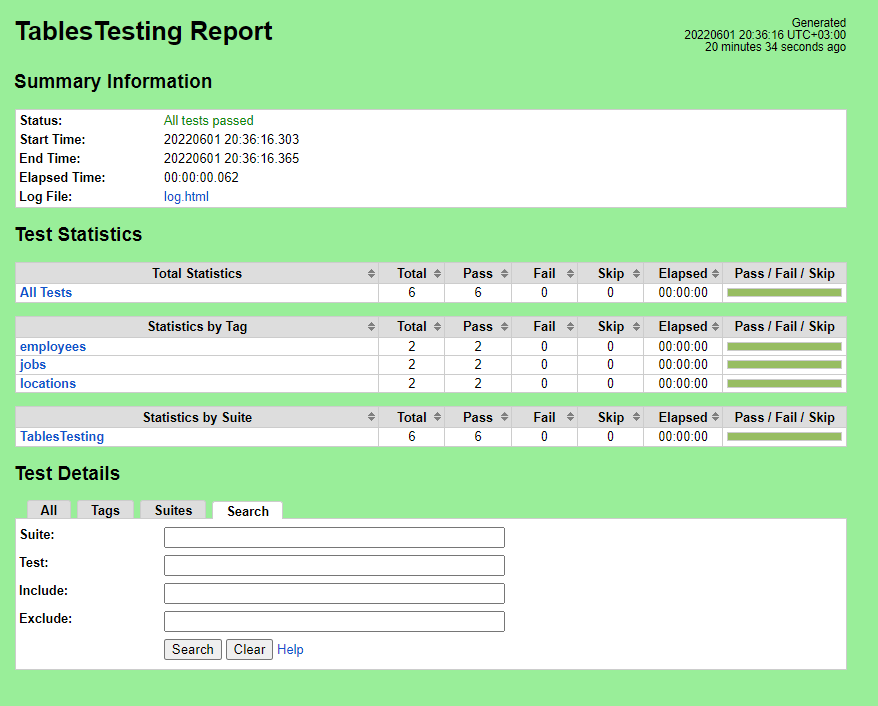 TablesTesting Report
Generated
20220601 20:36:16 UTC+03:00
20 minutes 34 seconds ago
Summary Information
Status: All tests passed
Start Time: 20220601 20:36:16.303
End Time: 20220601 20:36:16.365
Elapsed Time: 00:00:00.062
Log File: log.html
Test Statistics
Total Statistics Total Pass Fail Skip Elapsed Pass / Fail / Skip
All Tests 6 6 0 0 00:00:00
Statistics by Tag Total Pass Fail Skip Elapsed Pass / Fail / Skip
employees 2 2 0 0 00:00:00
jobs 2 2 0 0 00:00:00
locations 2 2 0 0 00:00:00
Statistics by Suite Total Pass Fail Skip Elapsed Pass / Fail / Skip
TablesTesting 6 6 0 0 00:00:00
Test Details
All Tags Suites Search
Suite:
Test:
Include:
Exclude:
Search Clear Help